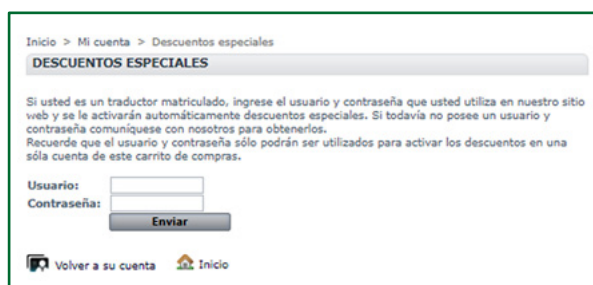 Inicio > Mi cuenta > Descuentos especiales
DESCUENTOS ESPECIALES
Si usted es un traductor matriculado, ingrese el usuario y contraseña que usted utiliza en nuestro sitio
web y se le activarán automáticamente descuentos especiales. Si todavía no posee un usuario y
contraseña comuníquese con nosotros para obtenerlos.
Recuerde que el usuario y contraseña sólo podrán ser utilizados para activar los descuentos en una
sóla cuenta de este carrito de compras.
Usuario:
Contraseña:
Enviar
Volver a su cuenta Inicio